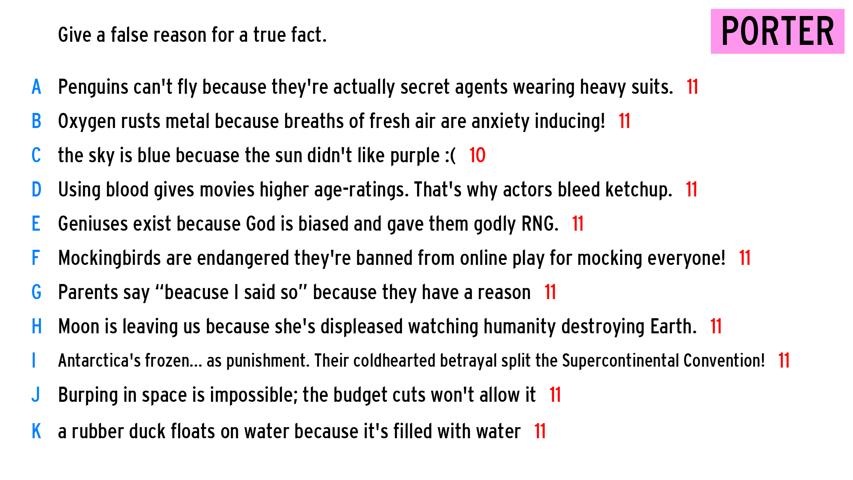 Give a false reason for a true fact.
PORTER
A Penguins can't fly because they're actually secret agents wearing heavy suits. 11
B Oxygen rusts metal because breaths of fresh air are anxiety inducing! 11
C the sky is blue becuase the sun didn't like purple :( 10
D Using blood gives movies higher age-ratings. That's why actors bleed ketchup. 11
E Geniuses exist because God is biased and gave them godly RNG. 11
F Mockingbirds are endangered they're banned from online play for mocking everyone! 11
G Parents say “beacuse I said so” because they have a reason 11
H Moon is leaving us because she's displeased watching humanity destroying Earth. 11
I Antarctica's frozen... as punishment. Their coldhearted betrayal split the Supercontinental Convention! 11
J Burping in space is impossible; the budget cuts won't allow it 11
K a rubber duck floats on water because it's filled with water 11